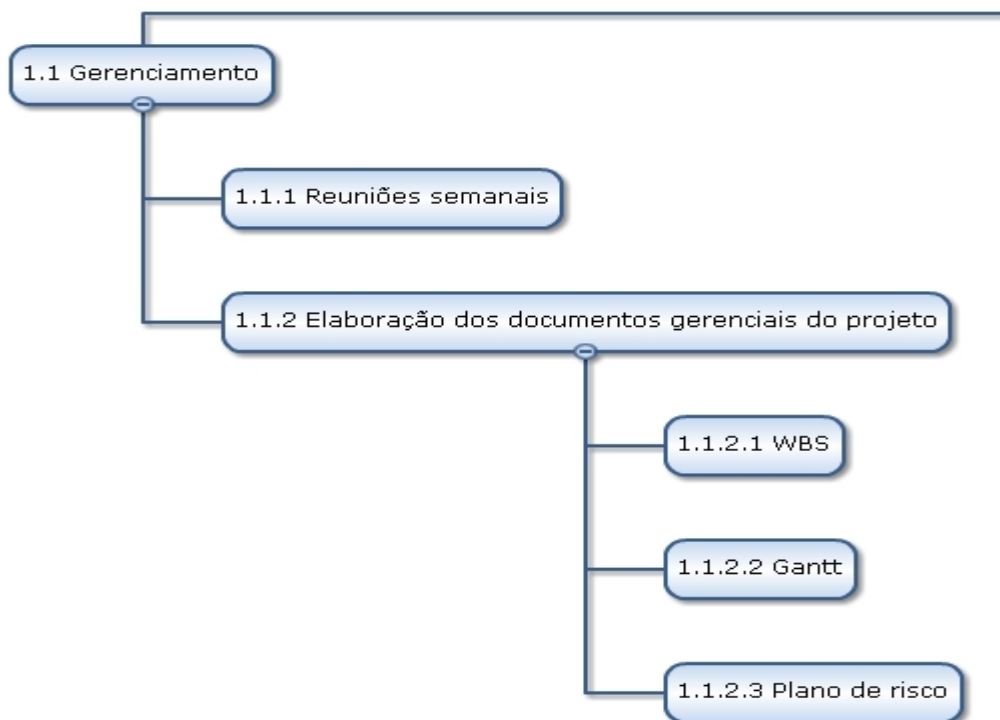 1.1 Gerenciamento
1.1.1 Reuniões semanais
1.1.2 Elaboração dos documentos gerenciais do projeto
1.1.2.1 WBS
1.1.2.2 Gantt
1.1.2.3 Plano de risco